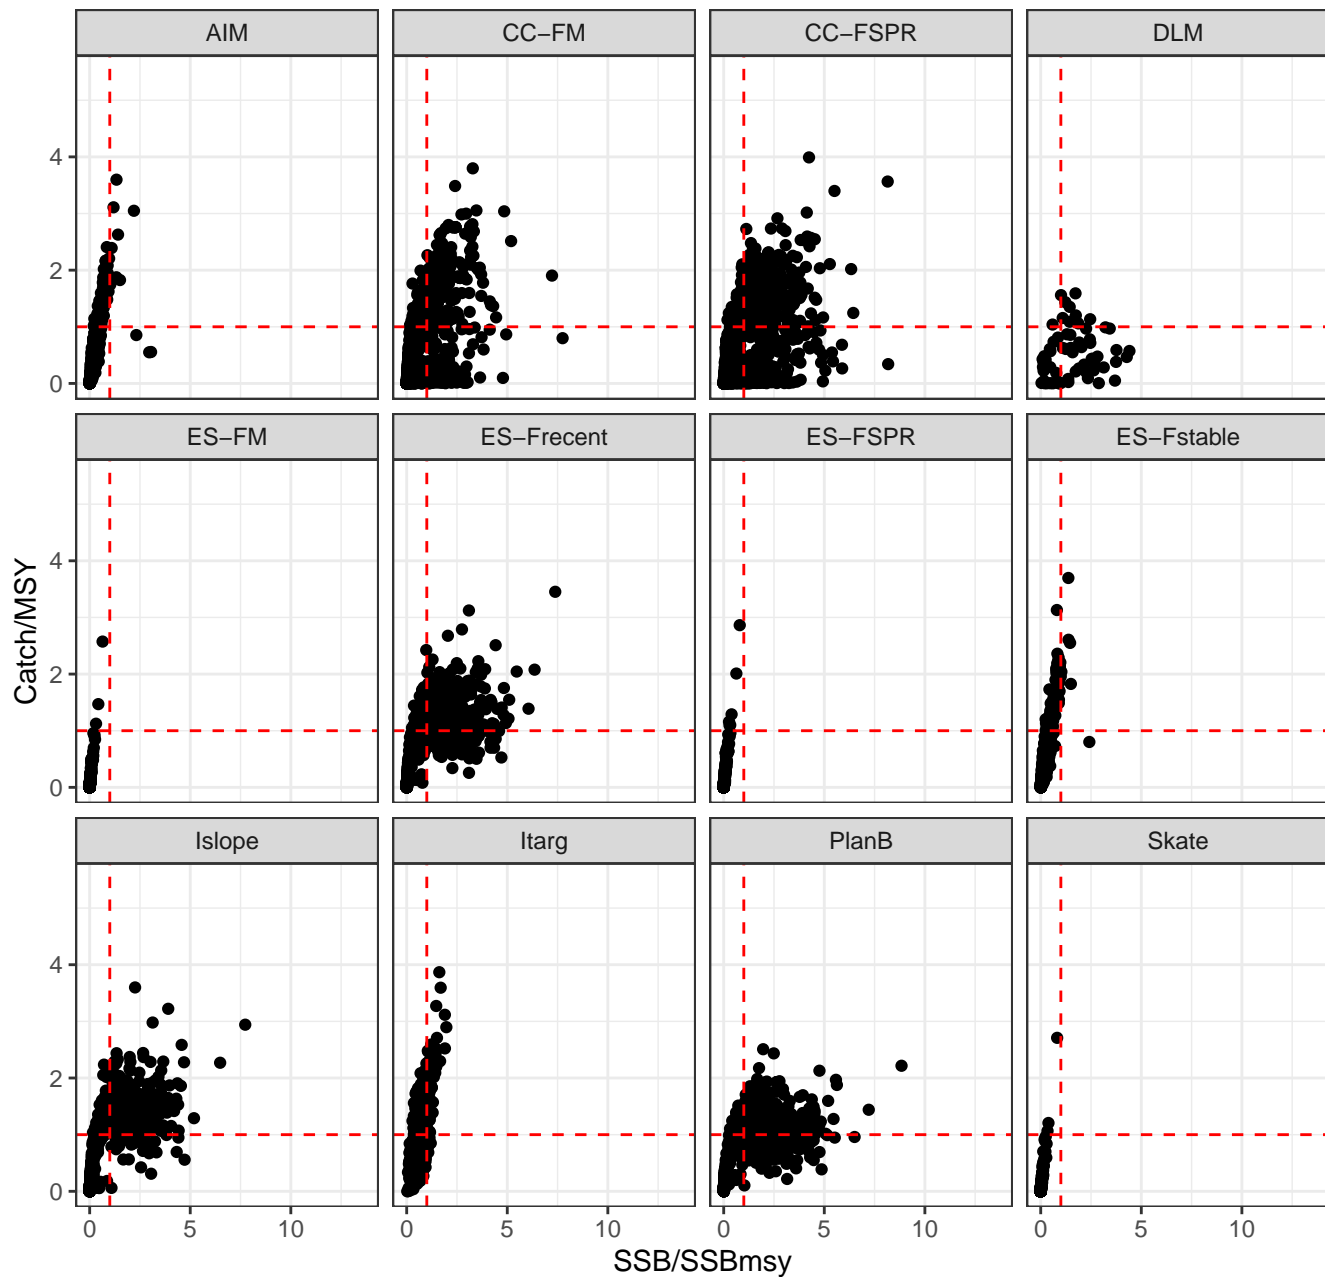 AIM CC−FM CC−FSPR DLM
4
2
0
ES−FM ES−Frecent ES−FSPR ES−Fstable
4
2
0
Catch/MSY
Islope Itarg PlanB Skate
4
2
0
0 5 10 0 5 10 0 5 10 0 5 10
SSB/SSBmsy